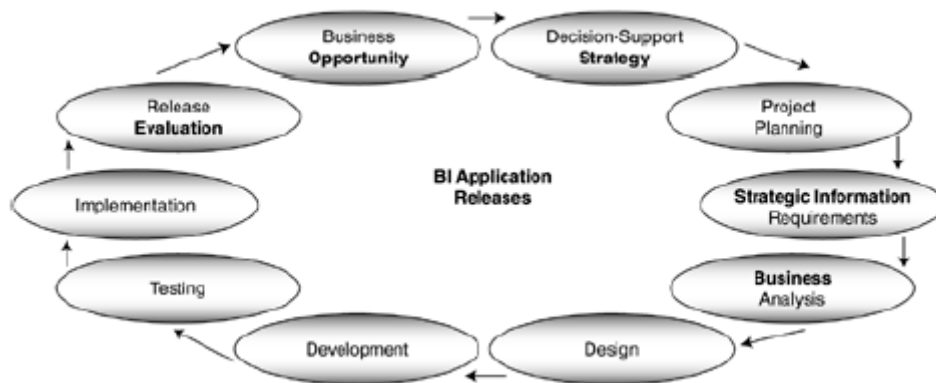 Business
Opportunity
Decision-Support
Strategy
Project
Planning
Strategic Information
Requirements
Business
Analysis
Design
Development
Testing
Implementation
Release
Evaluation
BI Application
Releases